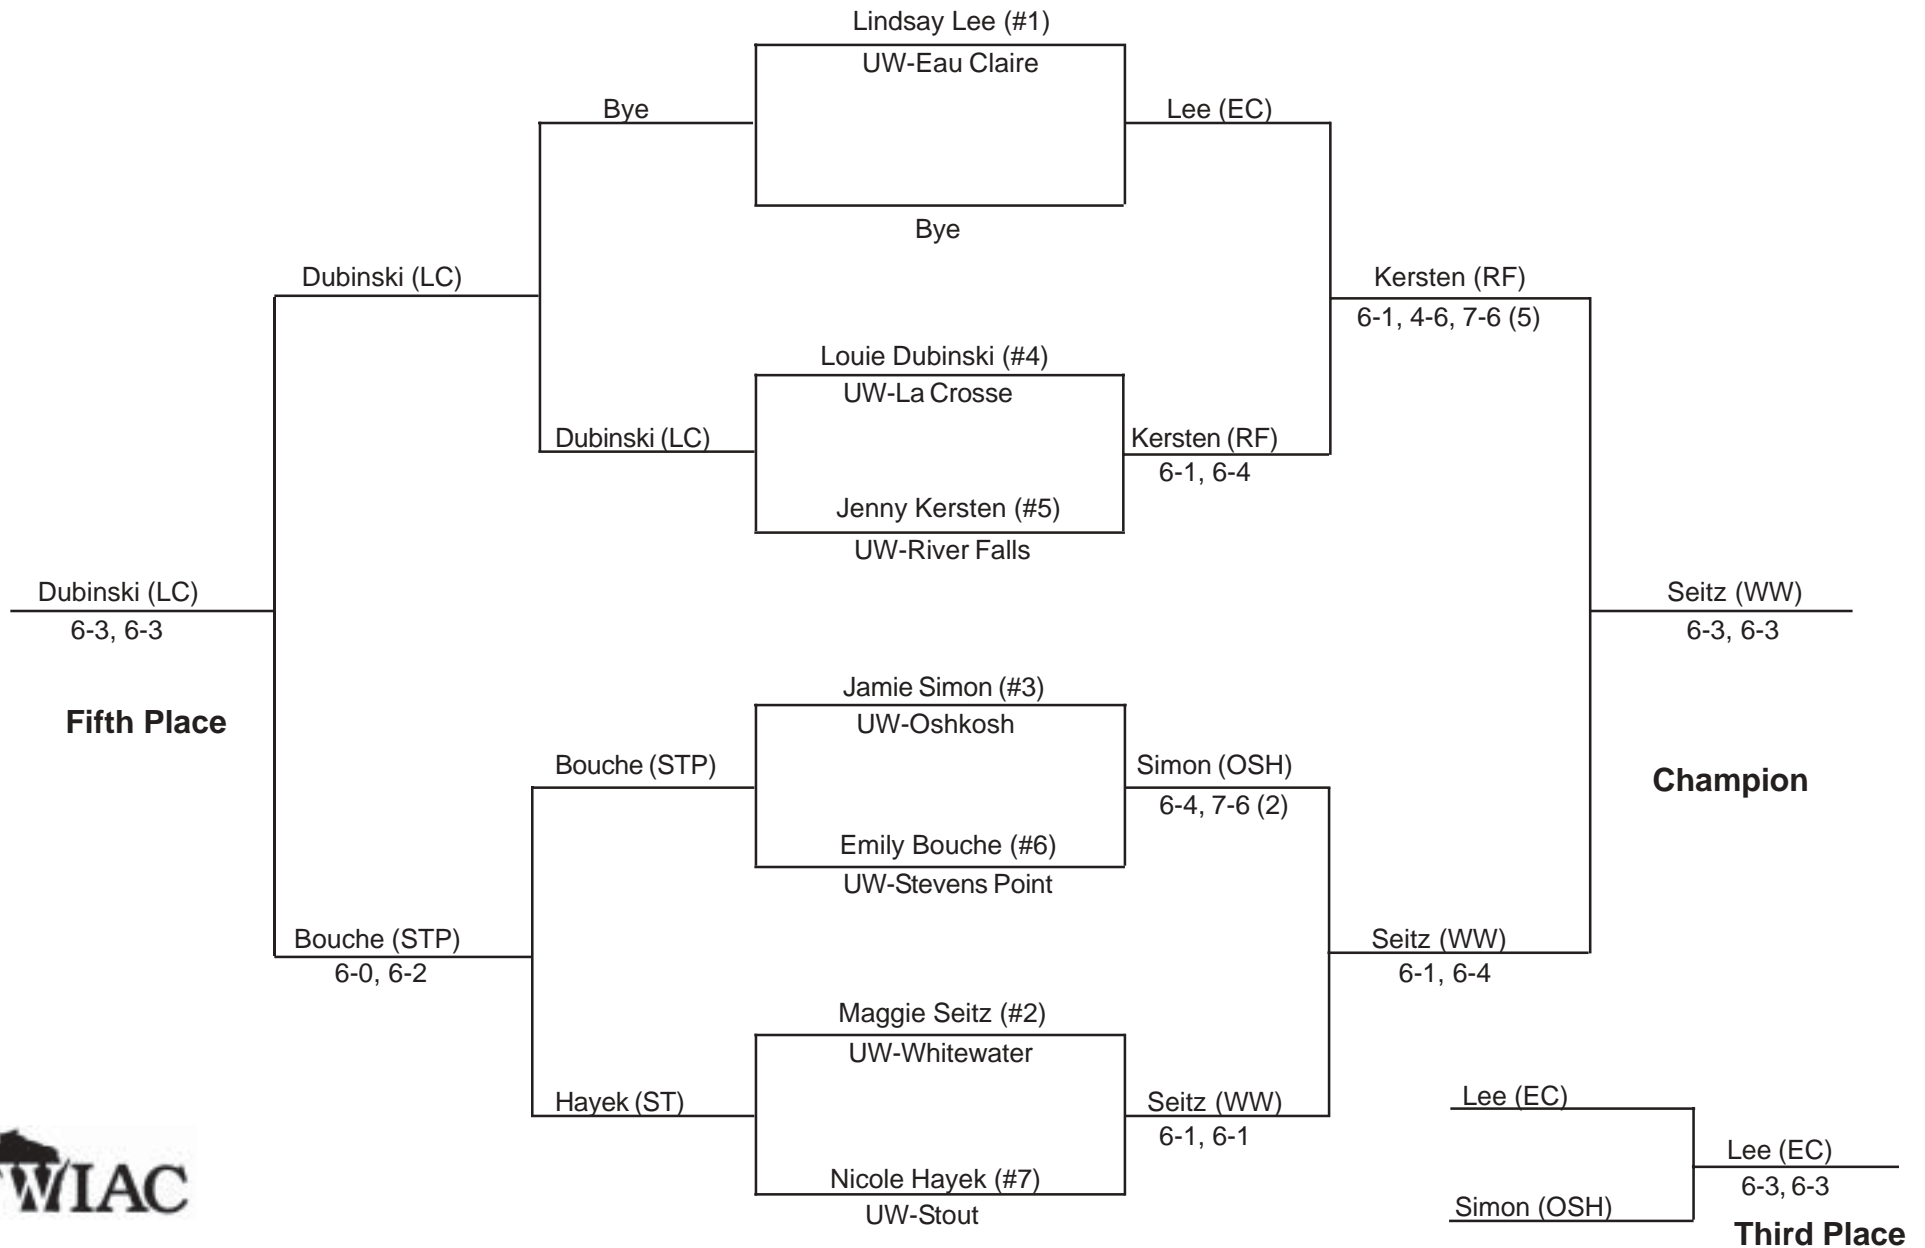 Lindsay Lee (#1)
UW-Eau Claire
Bye
Lee (EC)
Bye
Dubinski (LC)
Kersten (RF)
6-1, 4-6, 7-6 (5)
Louie Dubinski (#4)
UW-La Crosse
Dubinski (LC)
Kersten (RF)
6-1, 6-4
Jenny Kersten (#5)
UW-River Falls
Dubinski (LC)
6-3, 6-3
Seitz (WW)
6-3, 6-3
Fifth Place
Jamie Simon (#3)
UW-Oshkosh
Bouche (STP)
Simon (OSH)
6-4, 7-6 (2)
Champion
Emily Bouche (#6)
UW-Stevens Point
Bouche (STP)
6-0, 6-2
Seitz (WW)
6-1, 6-4
Maggie Seitz (#2)
UW-Whitewater
Hayek (ST)
Seitz (WW)
6-1, 6-1
Nicole Hayek (#7)
UW-Stout
Lee (EC)
Lee (EC)
6-3, 6-3
Simon (OSH)
Third Place
WIAC